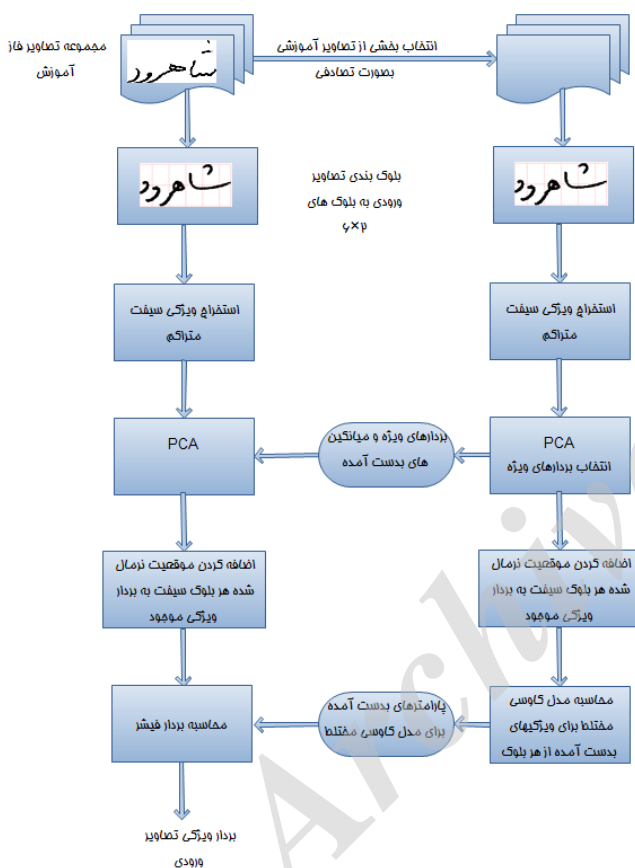 مجموعه تصاویر فاز
آموزش
شاهرود
انتخاب بخشی از تصاویر آموزشی
بصورت تصادفی
شاهرود
بلوک بندی تصاویر
ورودی به بلوک های
۶×۲
شاهرود
استخراج ویژگی سیفت
متراکم
استخراج ویژگی سیفت
متراکم
PCA
بردارهای ویژه و میانگین
های بدست آمده
PCA
انتخاب بردارهای ویژه
اضافه کردن موقعیت نرمال
شده هر بلوک سیفت به بردار
ویژگی موجود
اضافه کردن موقعیت نرمال
شده هر بلوک سیفت به بردار
ویژگی موجود
محاسبه بردار فیشر
پارامترهای بدست آمده
برای مدل گاوسی مختلط
محاسبه مدل گاوسی
مختلط برای ویژگیهای
بدست آمده از هر بلوک
بردار ویژگی تصاویر
ورودی
Archive